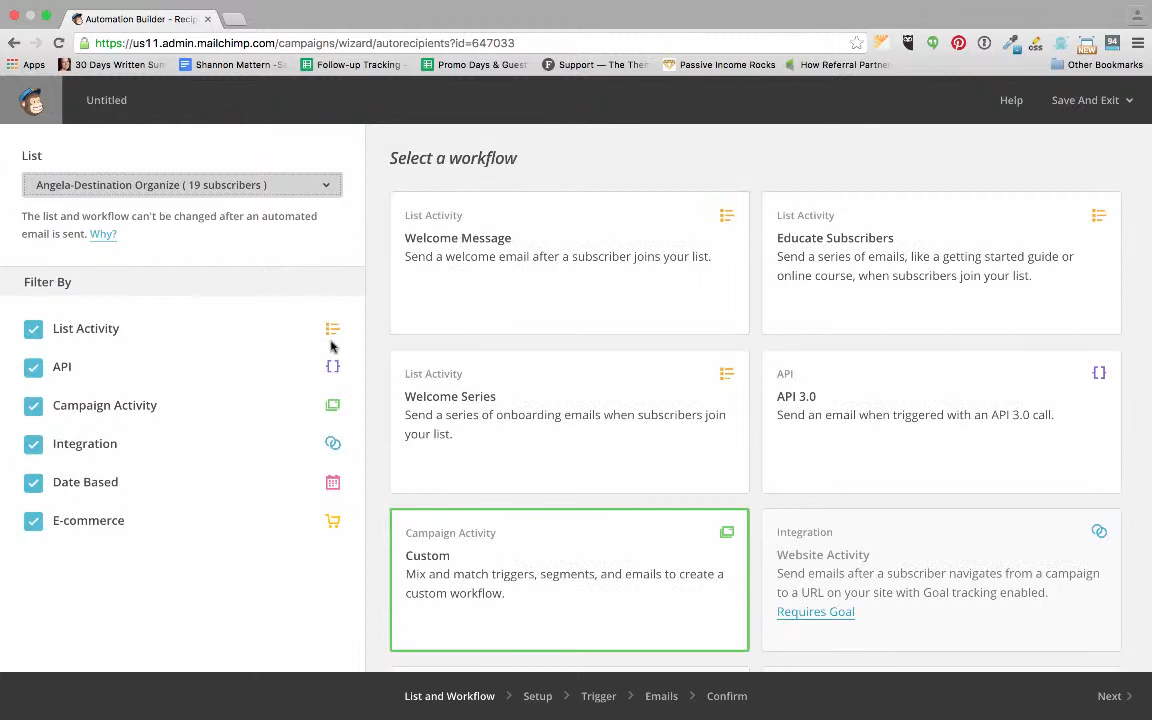 Automation Builder - Recip
https://us11.admin.mailchimp.com/campaigns/wizard/autorecipients?id=647033
NEW
94
Apps
30 Days Written Sum
Shannon Mattern -S
Follow-up Tracking -
Promo Days & Guest
Support — The The
Passive Income Rocks
How Referral Partner
Other Bookmarks
Untitled
Help
Save And Exit
List
Angela-Destination Organize ( 19 subscribers )
The list and workflow can't be changed after an automated
email is sent. Why?
Filter By
List Activity
API
Campaign Activity
Integration
Date Based
E-commerce
Select a workflow
List Activity
Welcome Message
Send a welcome email after a subscriber joins your list.
List Activity
Educate Subscribers
Send a series of emails, like a getting started guide or
online course, when subscribers join your list.
List Activity
Welcome Series
Send a series of onboarding emails when subscribers join
your list.
API
API 3.0
Send an email when triggered with an API 3.0 call.
Campaign Activity
Custom
Mix and match triggers, segments, and emails to create a
custom workflow.
Integration
Website Activity
Send emails after a subscriber navigates from a campaign
to a URL on your site with Goal tracking enabled.
Requires Goal
List and Workflow > Setup > Trigger > Emails > Confirm
Next >